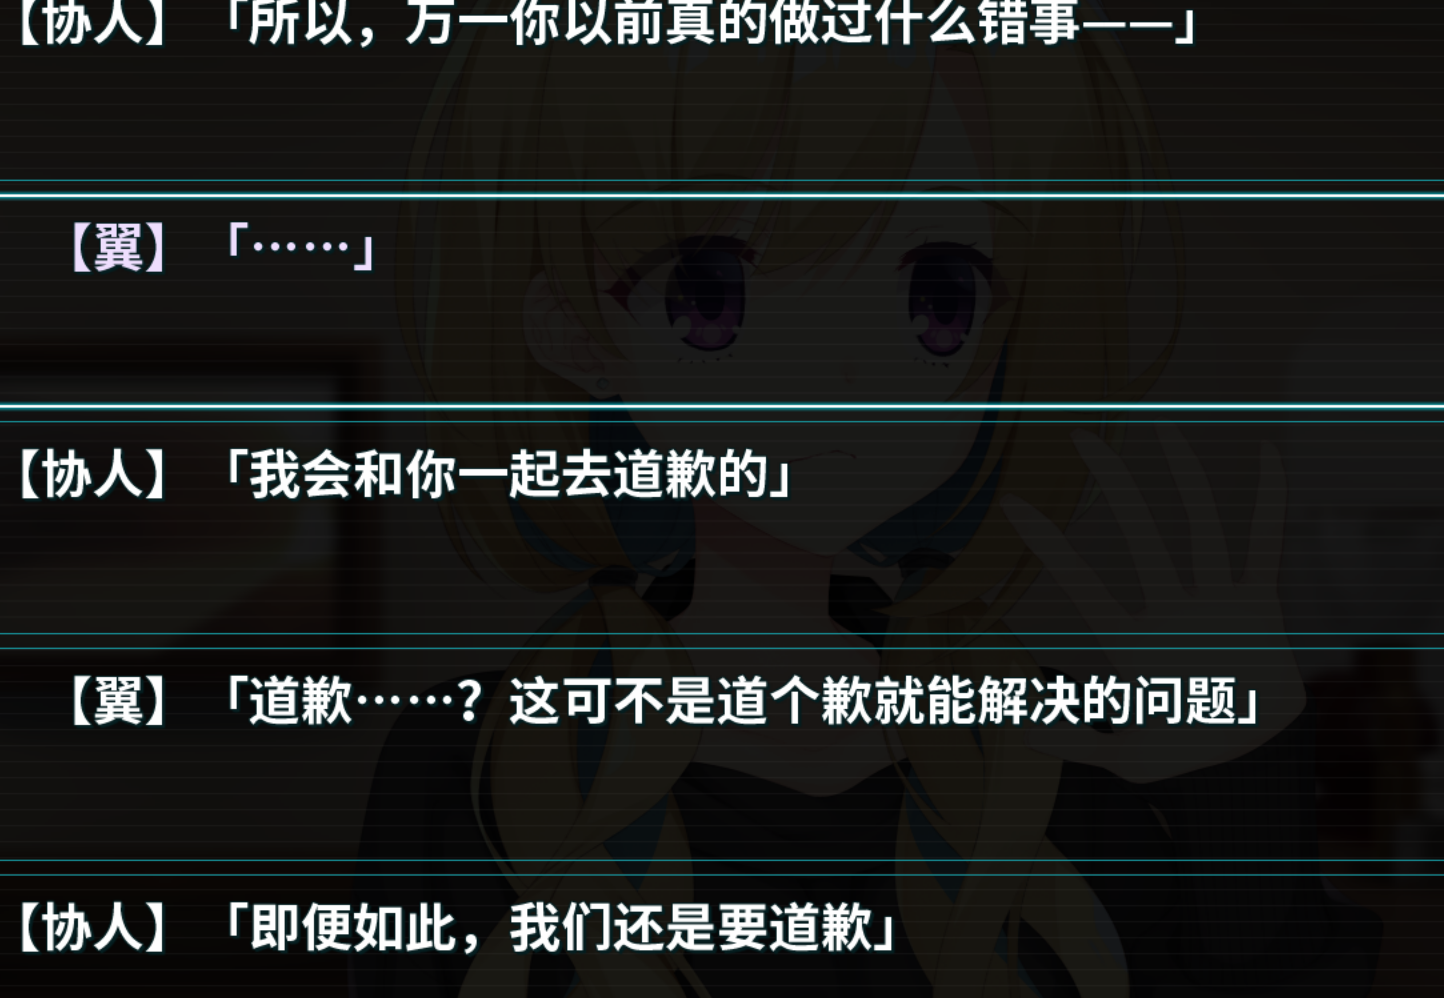 【协人】「所以，万一你以前真的做过什么错事——」
【翼】「……」
【协人】「我会和你一起去道歉的」
【翼】「道歉……？这可不是道个歉就能解决的问题」
【协人】「即便如此，我们还是要道歉」